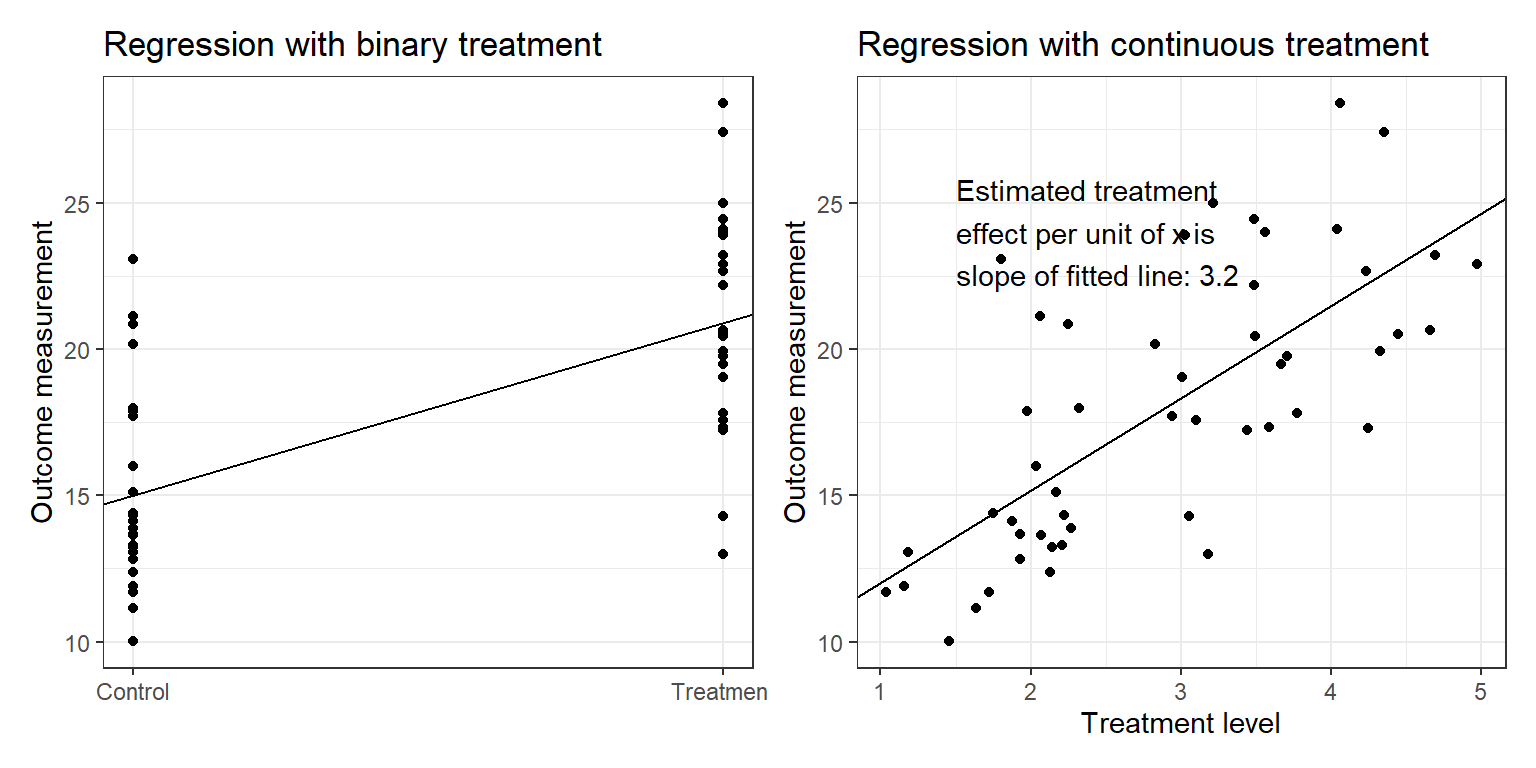 Regression with binary treatment
Outcome measurement
25
20
15
10
Control
Treatmen
Regression with continuous treatment
Outcome measurement
25
20
15
10
Estimated treatment
effect per unit of x is
slope of fitted line: 3.2
1
2
3
4
5
Treatment level